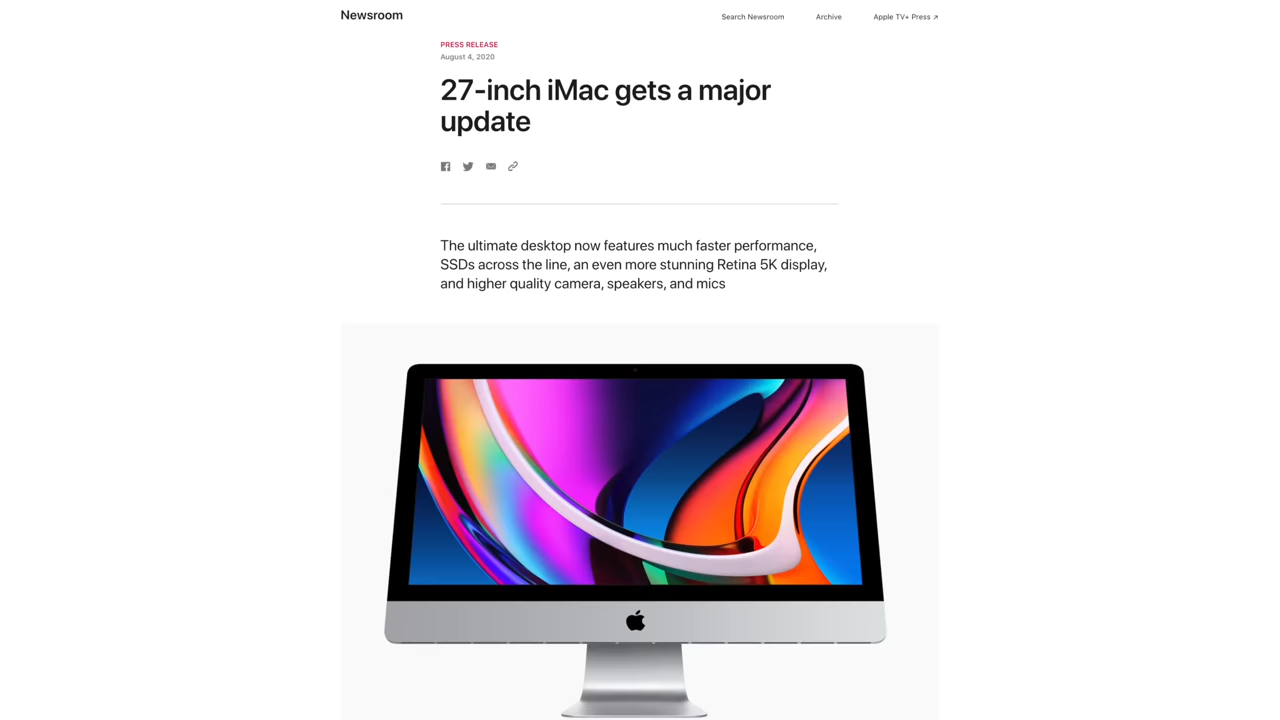 Newsroom
Search Newsroom Archive Apple TV+ Press ↗
PRESS RELEASE
August 4, 2020
27-inch iMac gets a major
update
The ultimate desktop now features much faster performance,
SSDs across the line, an even more stunning Retina 5K display,
and higher quality camera, speakers, and mics